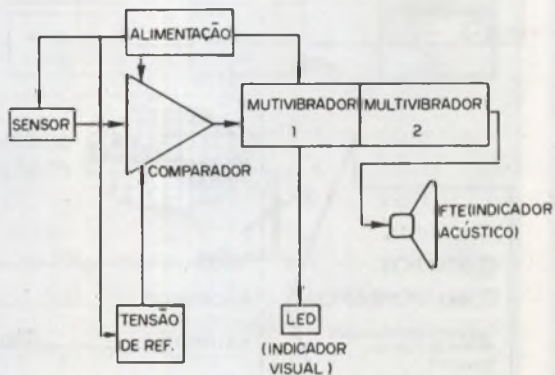 ALIMENTAÇÃO
SENSOR
COMPARADOR
MUTIVIBRADOR
1
MULTIVIBRADOR
2
FTE(INDICADOR
ACÚSTICO)
TENSÃO
DE REF.
LED
(INDICADOR
VISUAL)